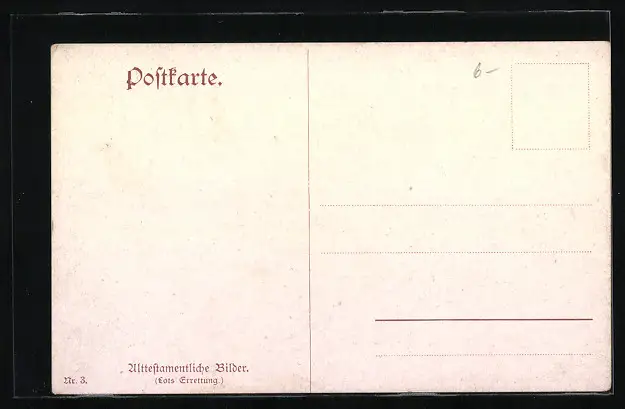 Postkarte.
6-
Alttestamentliche Bilder.
(Lots Errettung.)
Nr. 3.